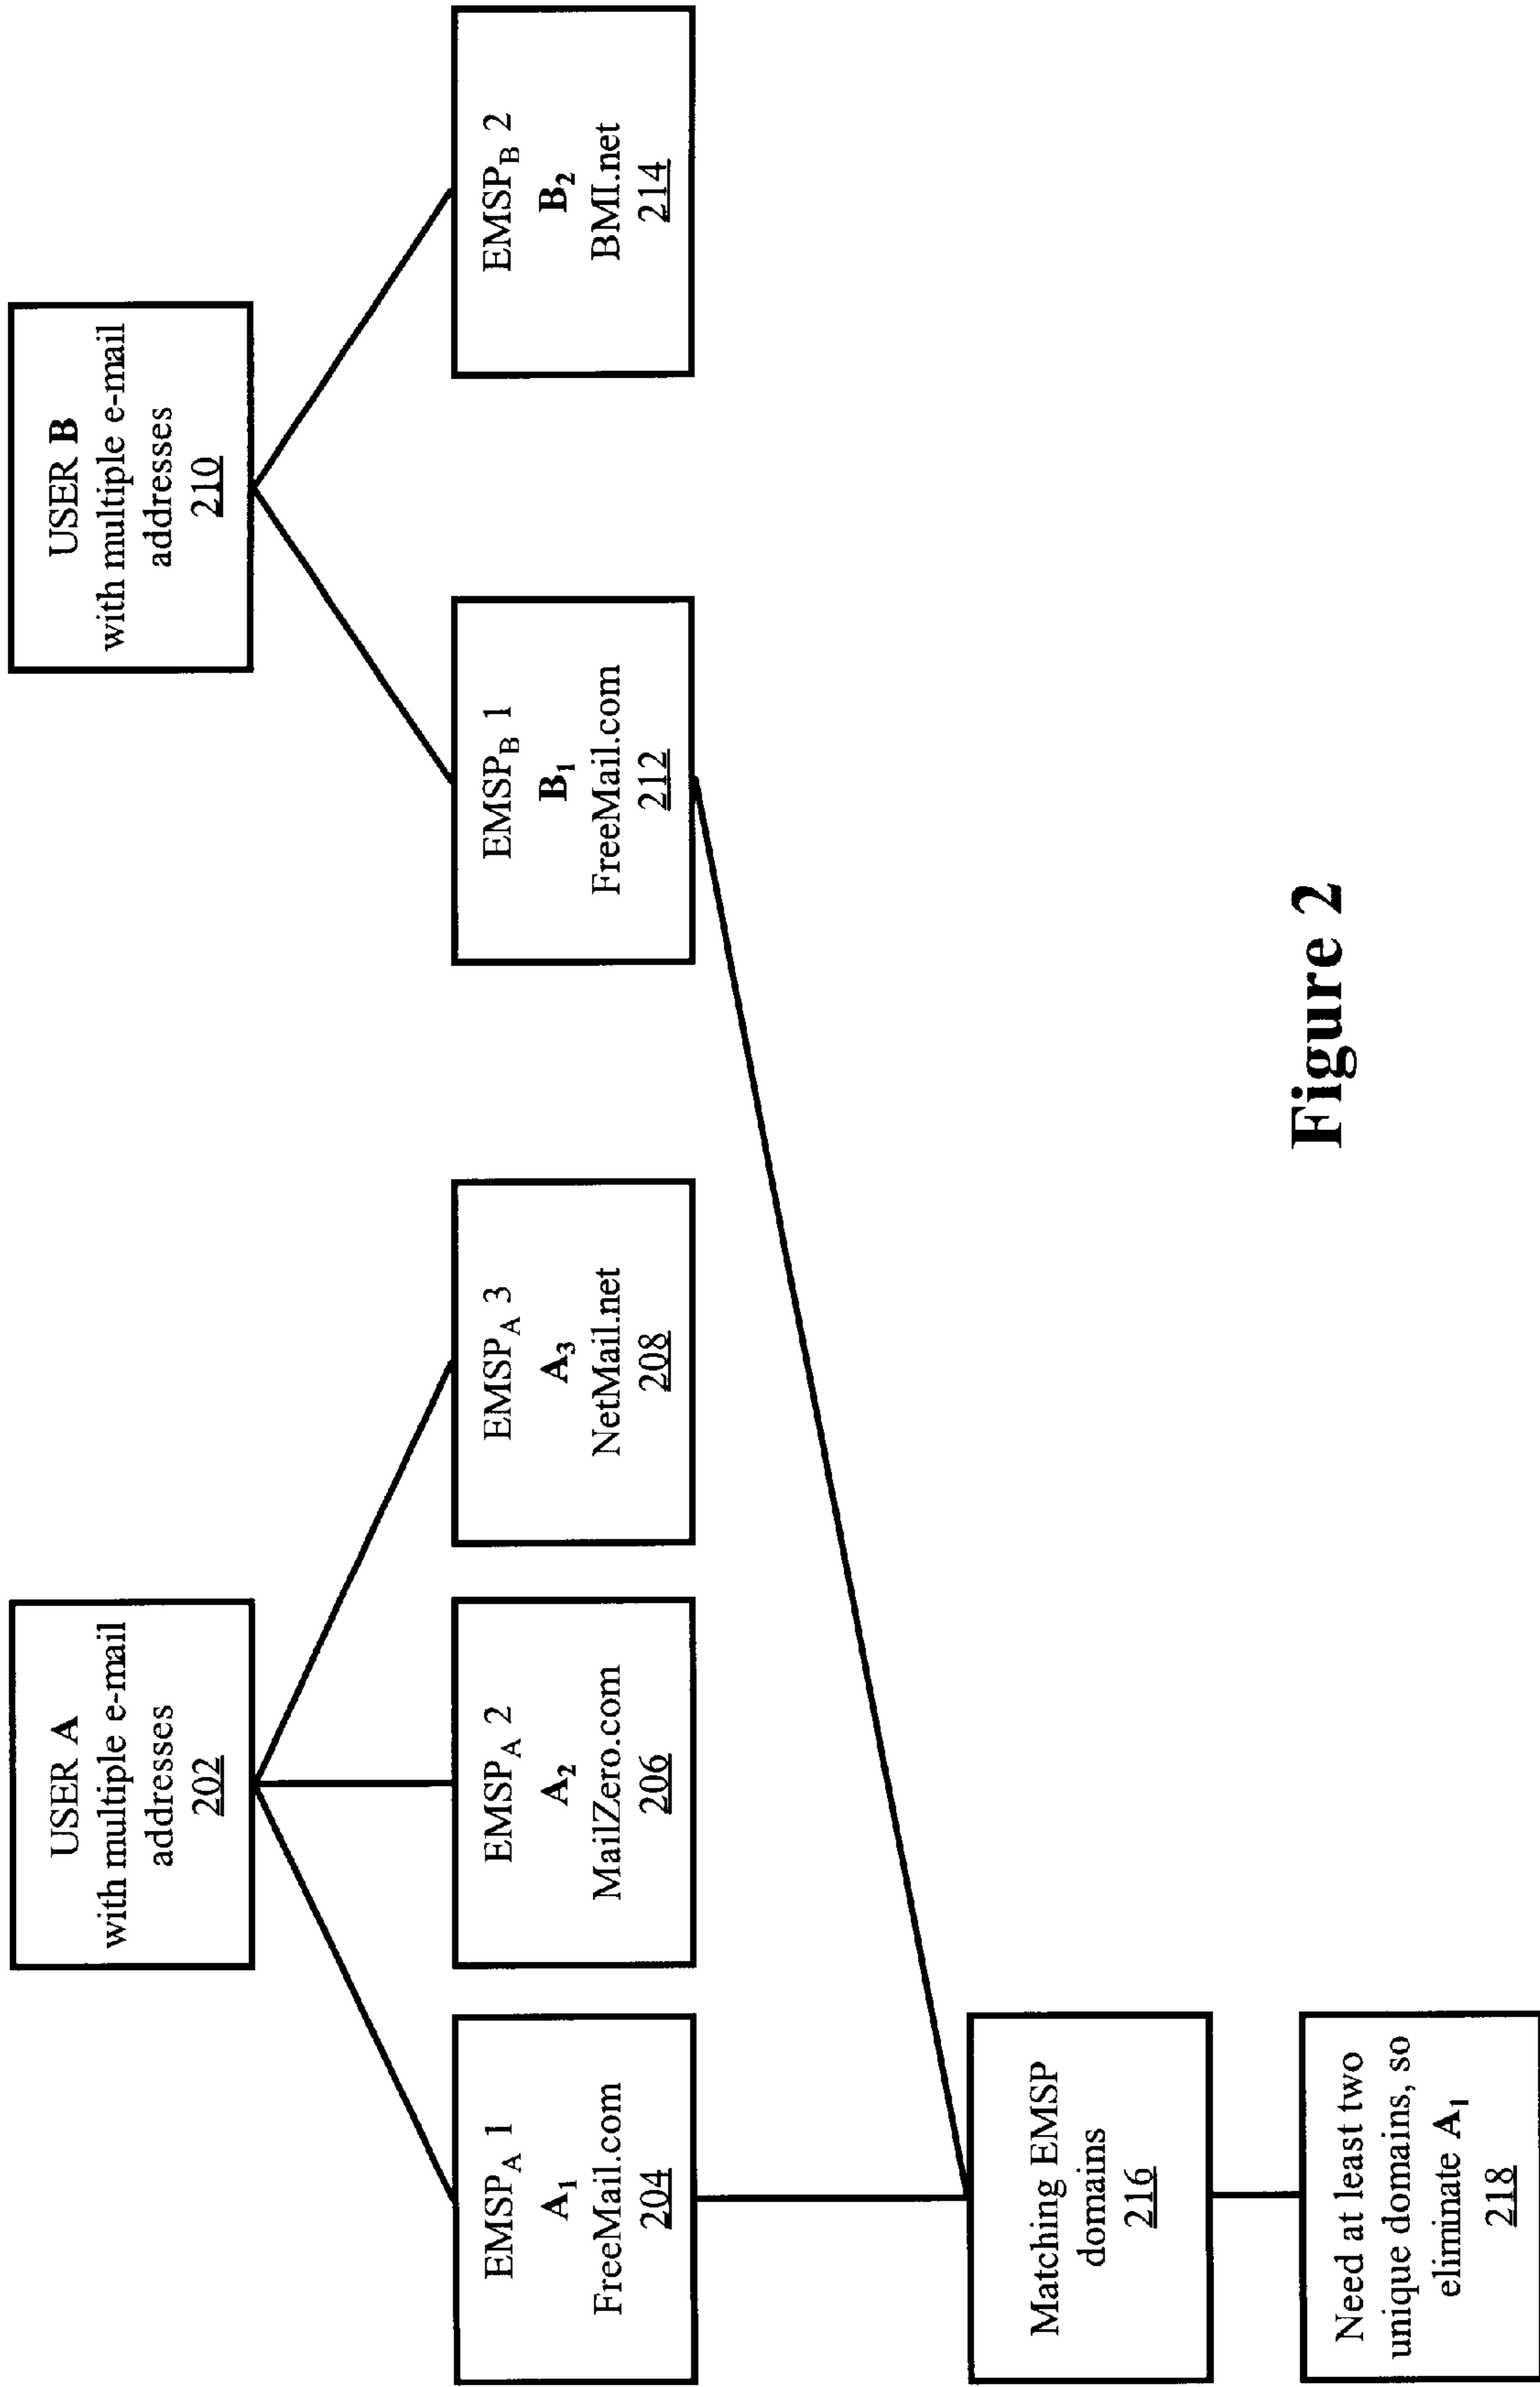 USER A
with multiple e-mail
addresses
202
USER B
with multiple e-mail
addresses
210
EMSPA 1
A1
FreeMail.com
204
EMSPA 2
A2
MailZero.com
206
EMSPA 3
A3
NetMail.net
208
EMSPB 1
B1
FreeMail.com
212
EMSPB 2
B2
BMI.net
214
Matching EMSP
domains
216
Need at least two
unique domains, so
eliminate A1
218
Figure 2